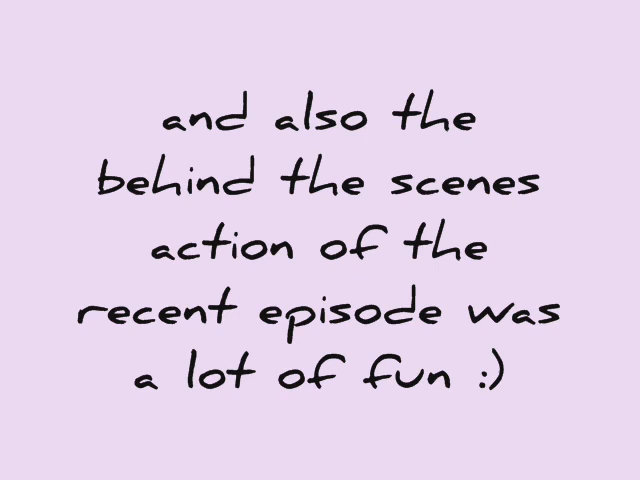 and also the
behind the scenes
action of the
recent episode was
a lot of fun :)